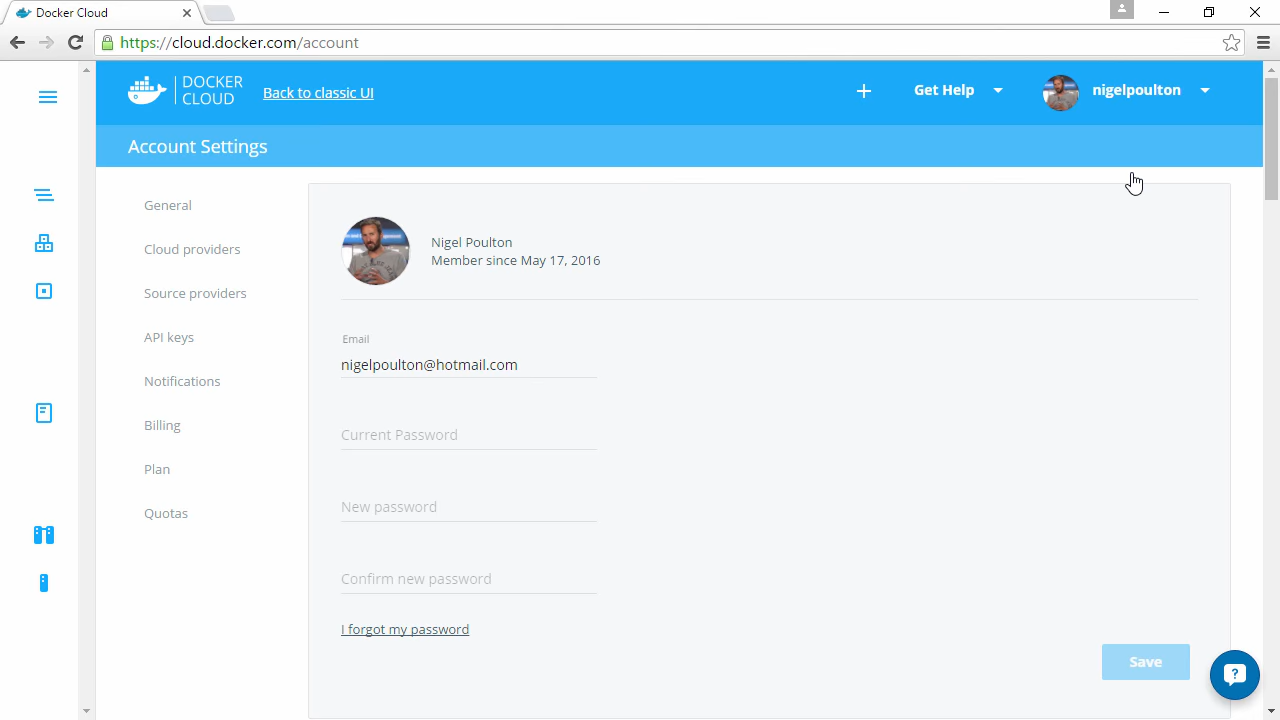 Docker Cloud
https://cloud.docker.com/account
DOCKER
CLOUD
Back to classic UI
Get Help
nigelpoulton
Account Settings
General
Cloud providers
Source providers
API keys
Notifications
Billing
Plan
Quotas
Nigel Poulton
Member since May 17, 2016
Email
nigelpoulton@hotmail.com
Current Password
New password
Confirm new password
I forgot my password
Save